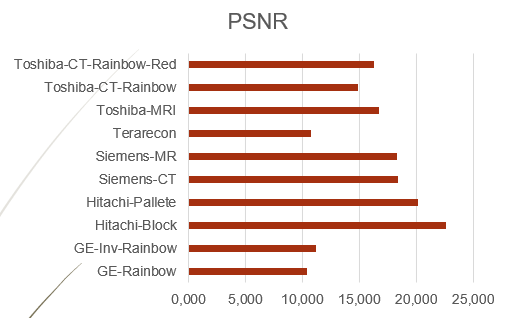 PSNR
Toshiba-CT-Rainbow-Red
Toshiba-CT-Rainbow
Toshiba-MRI
Terarecon
Siemens-MR
Siemens-CT
Hitachi-Pallete
Hitachi-Block
GE-Inv-Rainbow
GE-Rainbow
0,000 5,000 10,000 15,000 20,000 25,000